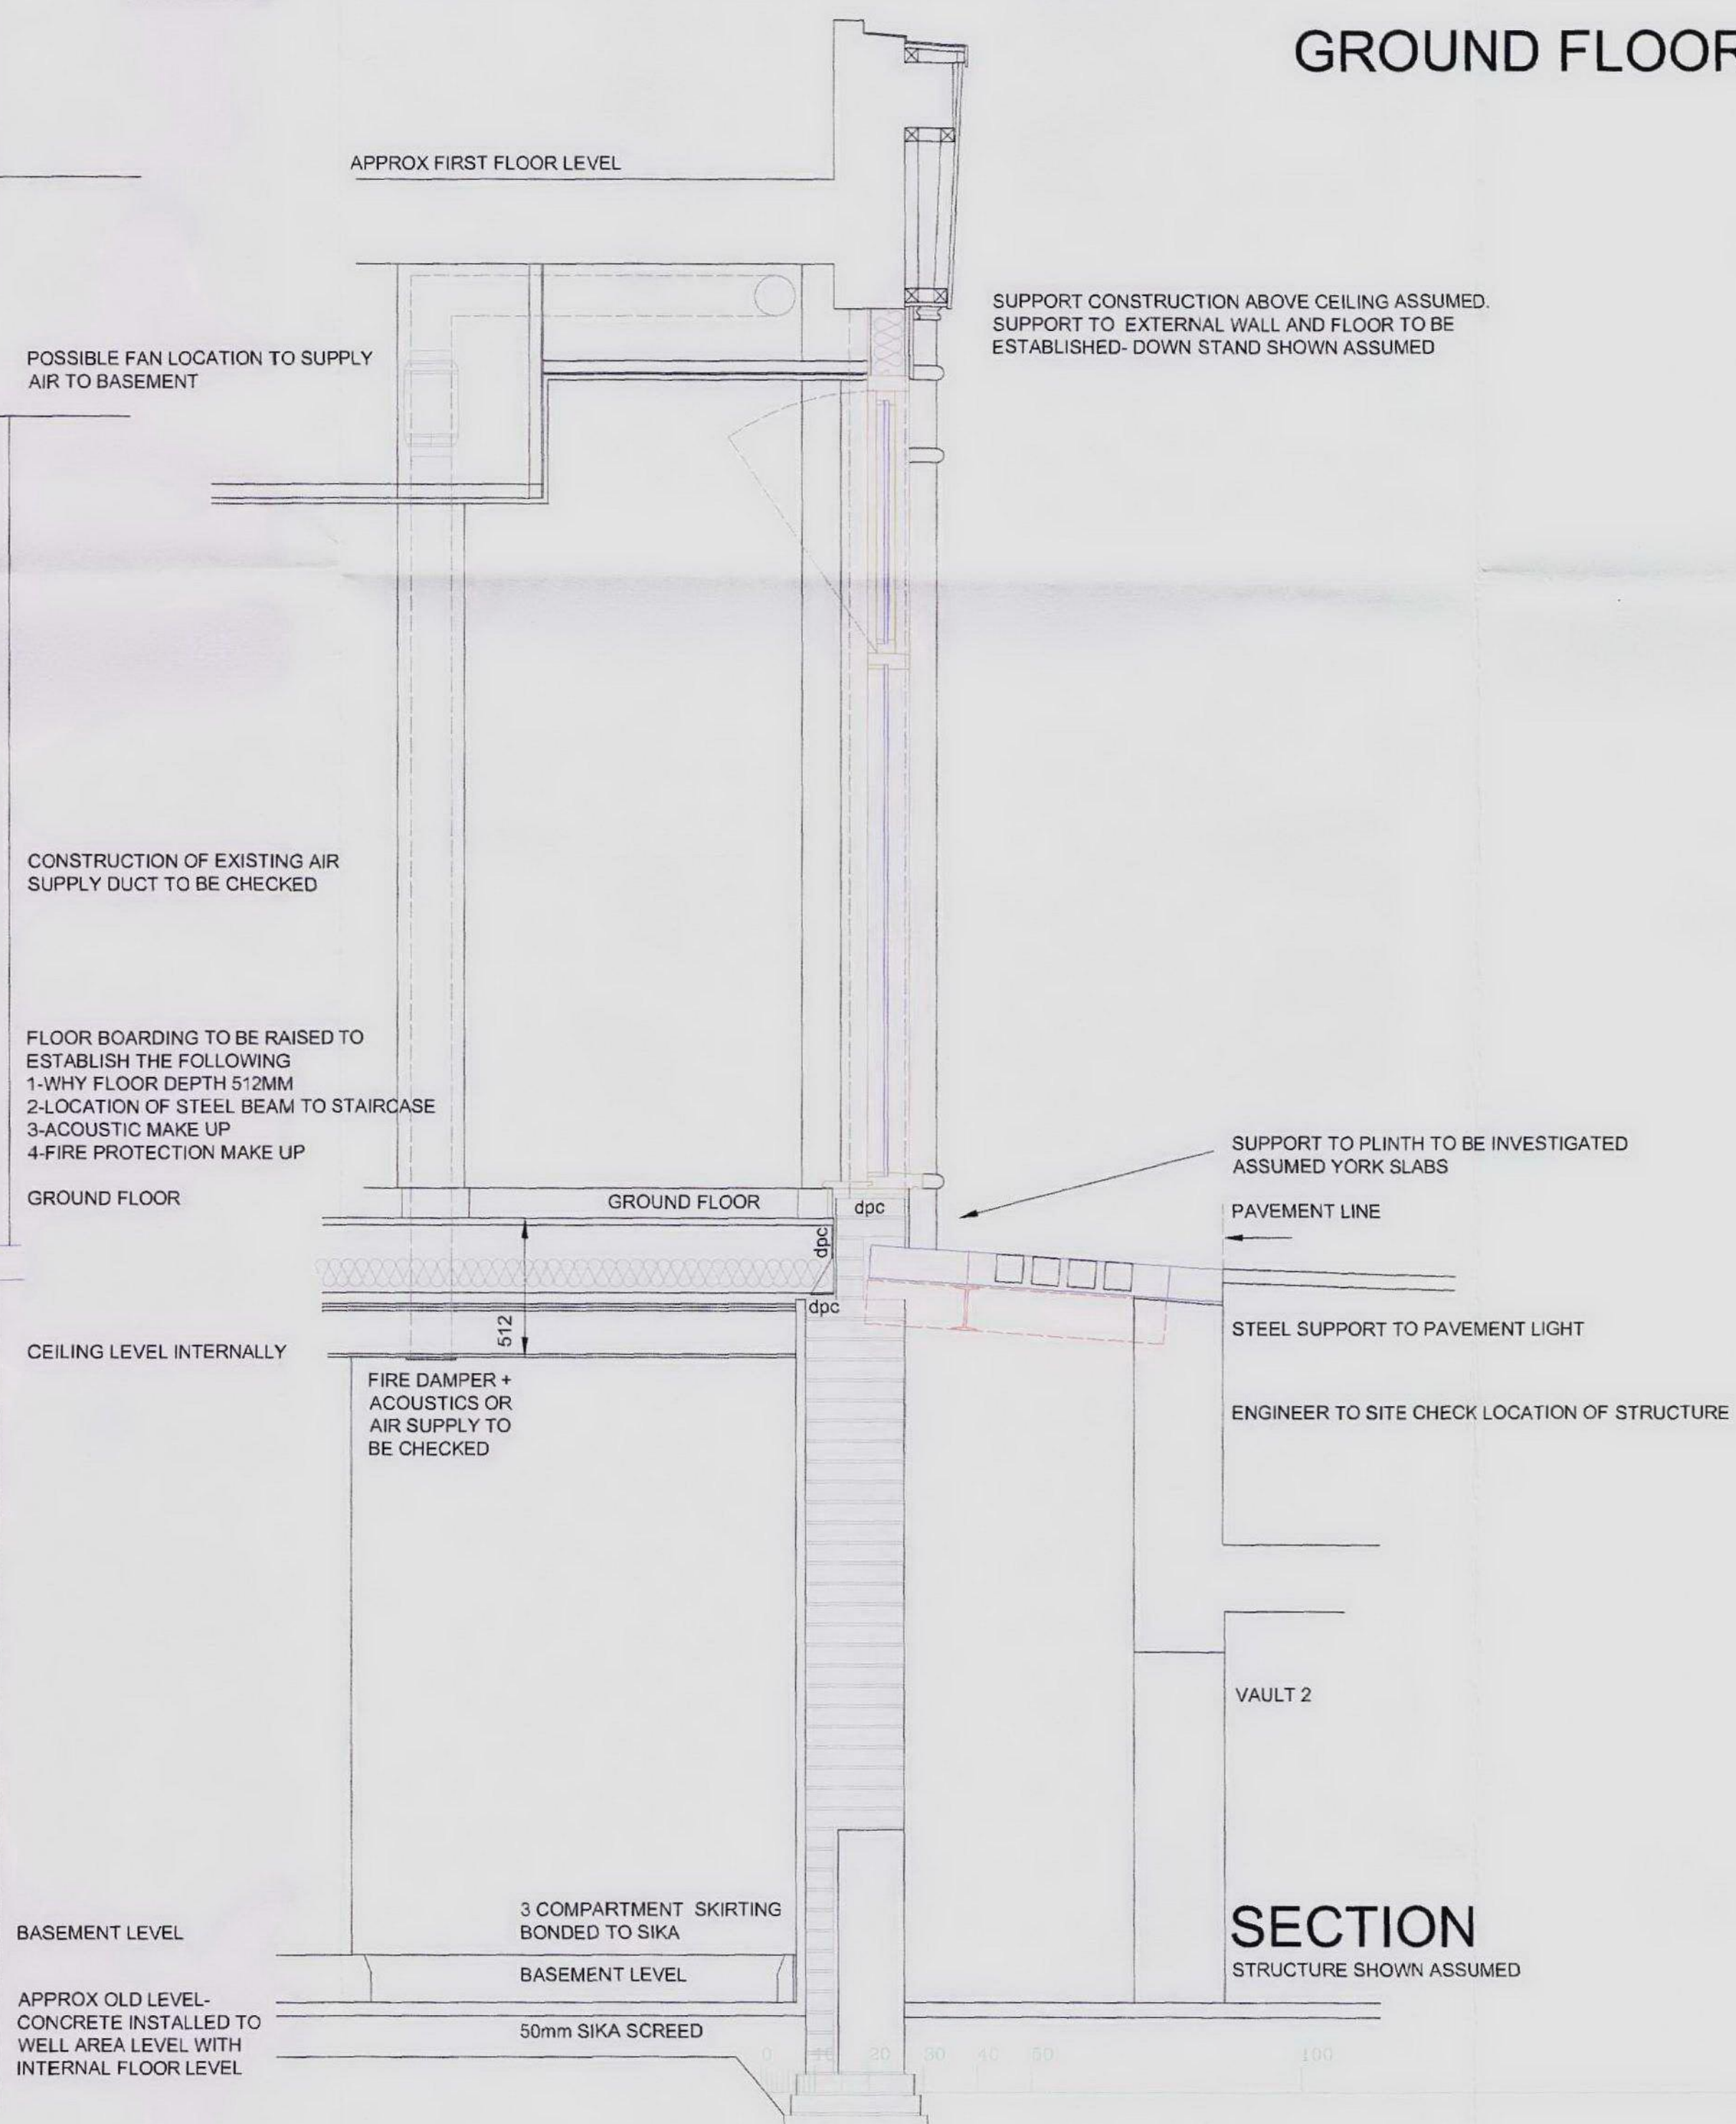 GROUND FLOOR
APPROX FIRST FLOOR LEVEL
SUPPORT CONSTRUCTION ABOVE CEILING ASSUMED.
SUPPORT TO EXTERNAL WALL AND FLOOR TO BE
ESTABLISHED- DOWN STAND SHOWN ASSUMED
POSSIBLE FAN LOCATION TO SUPPLY
AIR TO BASEMENT
CONSTRUCTION OF EXISTING AIR
SUPPLY DUCT TO BE CHECKED
FLOOR BOARDING TO BE RAISED TO
ESTABLISH THE FOLLOWING
1-WHY FLOOR DEPTH 512MM
2-LOCATION OF STEEL BEAM TO STAIRCASE
3-ACOUSTIC MAKE UP
4-FIRE PROTECTION MAKE UP
SUPPORT TO PLINTH TO BE INVESTIGATED
ASSUMED YORK SLABS
GROUND FLOOR
GROUND FLOOR
dpc
PAVEMENT LINE
dpc
dpc
512
STEEL SUPPORT TO PAVEMENT LIGHT
CEILING LEVEL INTERNALLY
FIRE DAMPER +
ACOUSTICS OR
AIR SUPPLY TO
BE CHECKED
ENGINEER TO SITE CHECK LOCATION OF STRUCTURE
VAULT 2
3 COMPARTMENT SKIRTING
BONDED TO SIKA
BASEMENT LEVEL
BASEMENT LEVEL
SECTION
STRUCTURE SHOWN ASSUMED
APPROX OLD LEVEL-
CONCRETE INSTALLED TO
WELL AREA LEVEL WITH
INTERNAL FLOOR LEVEL
50mm SIKA SCREED
0 10 20 30 40 50 100